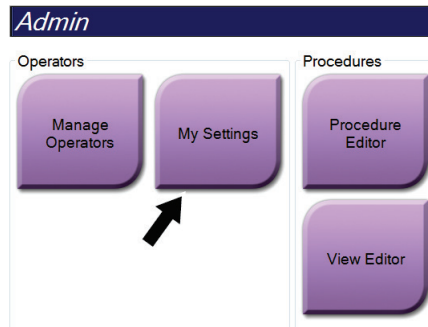 Admin
Operators
Procedures
Manage
Operators
My Settings
Procedure
Editor
View Editor